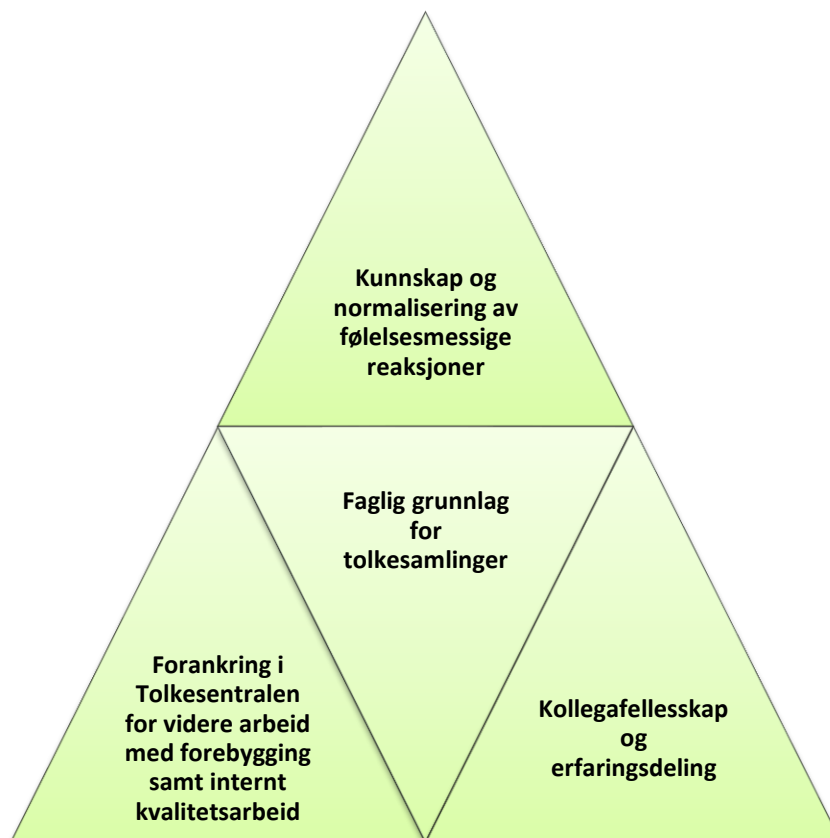 Kunnskap og
normalisering av
følelsesmessige
reaksjoner
Faglig grunnlag
for
tolkesamlinger
Forankring i
Tolkesentralen
for videre arbeid
med forebygging
samt internt
kvalitetsarbeid
Kollegafellesskap
og
erfaringsdeling